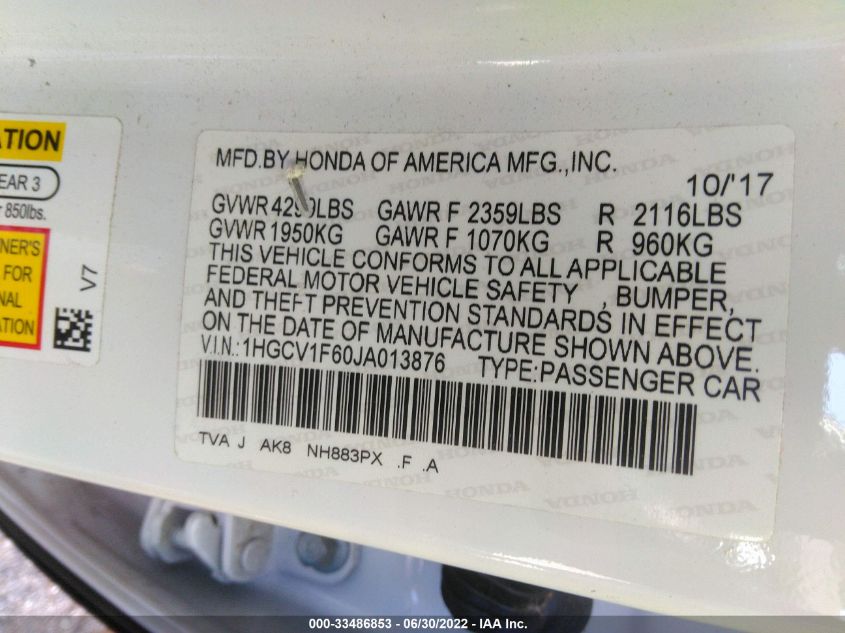 ATION
EAR 3
r 850lbs.
NER'S
FOR
NAL
ATION
V7
MFD.BY HONDA OF AMERICA MFG.,INC.
10/'17
GVWR LBS GAWR F 2359LBS R 2116LBS
GVWR 1950KG GAWR F 1070KG R 960KG
THIS VEHICLE CONFORMS TO ALL APPLICABLE
FEDERAL MOTOR VEHICLE SAFETY , BUMPER,
AND THEFT PREVENTION STANDARDS IN EFFECT
ON THE DATE OF MANUFACTURE SHOWN ABOVE.
V.I.N.:1HGCV1F60JA013876 TYPE:PASSENGER CAR
TVA J AK8 NH883PX .F .A
000-33486853 - 06/30/2022 - IAA Inc.